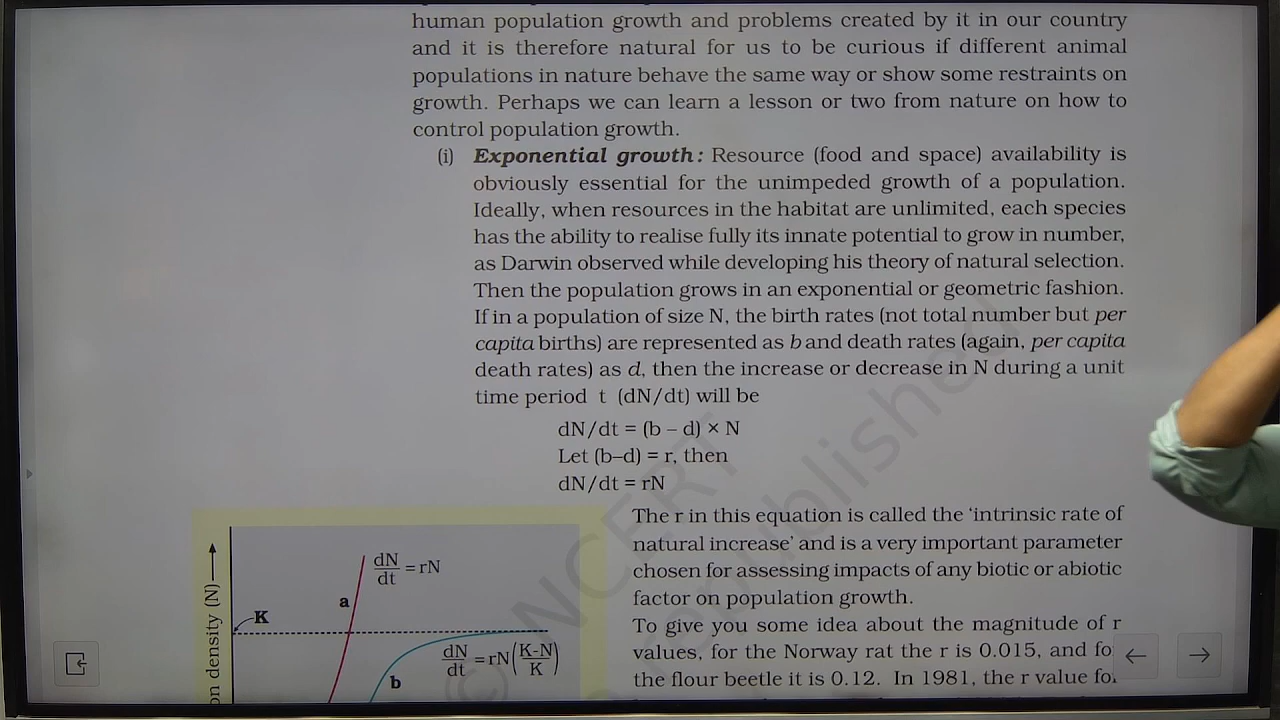 human population growth and problems created by it in our country
and it is therefore natural for us to be curious if different animal
populations in nature behave the same way or show some restraints on
growth. Perhaps we can learn a lesson or two from nature on how to
control population growth.
(i) Exponential growth: Resource (food and space) availability is
obviously essential for the unimpeded growth of a population.
Ideally, when resources in the habitat are unlimited, each species
has the ability to realise fully its innate potential to grow in number,
as Darwin observed while developing his theory of natural selection.
Then the population grows in an exponential or geometric fashion.
If in a population of size N, the birth rates (not total number but per
capita births) are represented as b and death rates (again, per capita
death rates) as d, then the increase or decrease in N during a unit
time period t (dN/dt) will be
dN/dt = (b – d) × N
Let (b–d) = r, then
dN/dt = rN
The r in this equation is called the ‘intrinsic rate of
natural increase’ and is a very important parameter
chosen for assessing impacts of any biotic or abiotic
factor on population growth.
To give you some idea about the magnitude of r
values, for the Norway rat the r is 0.015, and
the flour beetle it is 0.12. In 1981, the r value
dN/dt = rN
a
K
dN/dt = rN(K-N/K)
b
density (N)
© NCERT
published